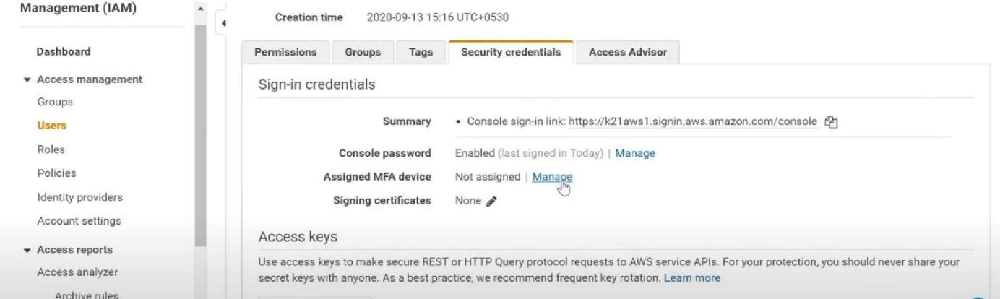 Management (IAM)
Dashboard
Access management
Groups
Users
Roles
Policies
Identity providers
Account settings
Access reports
Access analyzer
Archive rules
Creation time 2020-09-13 15:16 UTC+0530
Permissions Groups Tags Security credentials Access Advisor
Sign-in credentials
Summary • Console sign-in link: https://k21aws1.signin.aws.amazon.com/console
Console password Enabled (last signed in Today) | Manage
Assigned MFA device Not assigned | Manage
Signing certificates None
Access keys
Use access keys to make secure REST or HTTP Query protocol requests to AWS service APIs. For your protection, you should never share your
secret keys with anyone. As a best practice, we recommend frequent key rotation. Learn more